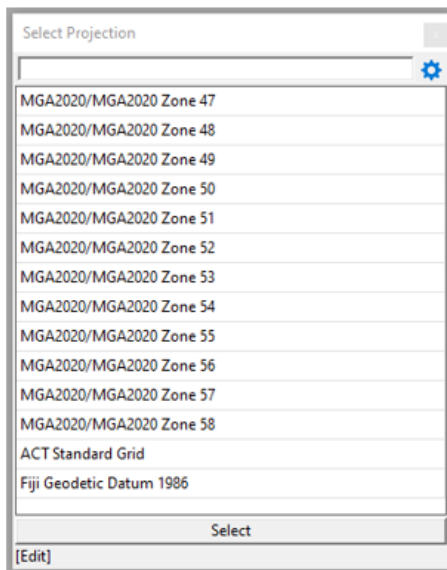 Select Projection
MGA2020/MGA2020 Zone 47
MGA2020/MGA2020 Zone 48
MGA2020/MGA2020 Zone 49
MGA2020/MGA2020 Zone 50
MGA2020/MGA2020 Zone 51
MGA2020/MGA2020 Zone 52
MGA2020/MGA2020 Zone 53
MGA2020/MGA2020 Zone 54
MGA2020/MGA2020 Zone 55
MGA2020/MGA2020 Zone 56
MGA2020/MGA2020 Zone 57
MGA2020/MGA2020 Zone 58
ACT Standard Grid
Fiji Geodetic Datum 1986
Select
[Edit]